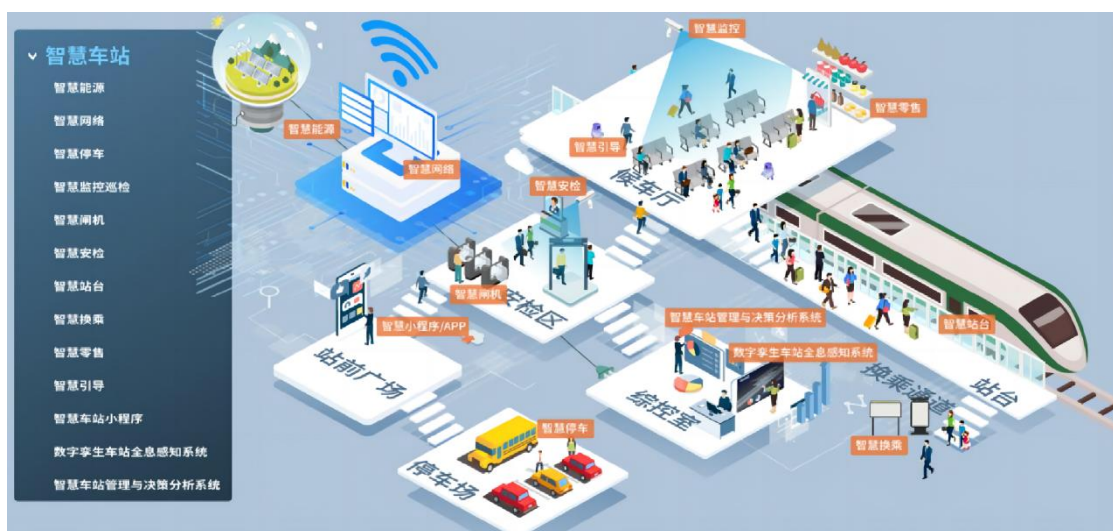 智慧车站
智慧能源
智慧网络
智慧停车
智慧监控巡检
智慧闸机
智慧安检
智慧站台
智慧换乘
智慧零售
智慧引导
智慧车站小程序
数字孪生车站全息感知系统
智慧车站管理与决策分析系统
智慧监控
智慧零售
智慧能源
智慧引导
智慧网络
候车厅
智慧安检
智慧闸机
安检区
智慧小程序/APP
站前广场
智慧车站管理与决策分析系统
数字孪生车站全息感知系统
智慧站台
综控室
换乘通道
站台
智慧换乘
智慧停车
停车场